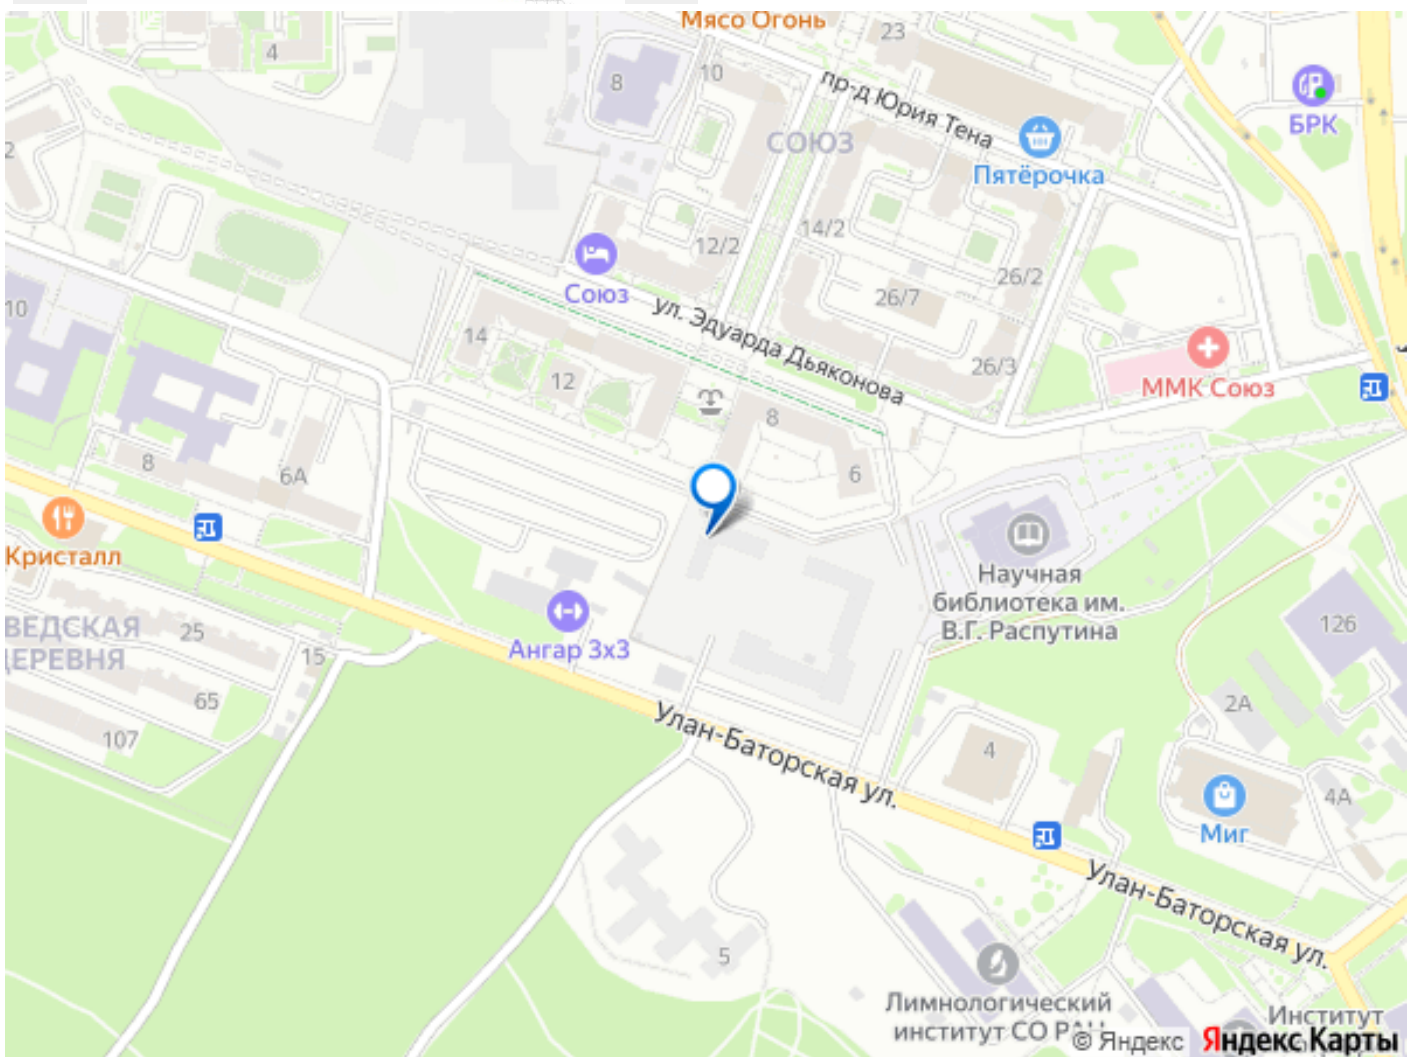 Мясо Огонь
23
4
10
8
пр-д Юрия Тена
БРК
СОЮЗ
Пятёрочка
2
12/2
14/2
26/2
Союз
26/7
10
ул. Эдуарда Дьяконова
14
26/3
12
ММК Союз
8
8
6А
6
Кристалл
Научная
библиотека им.
В.Г. Распутина
ВЕДСКАЯ
ДЕРЕВНЯ
25
15
Ангар 3х3
126
65
107
2А
Улан-Баторская ул.
4
4А
Миг
Улан-Баторская ул.
5
Лимнологический
институт СО РАН
Институт
© Яндекс Яндекс Карты